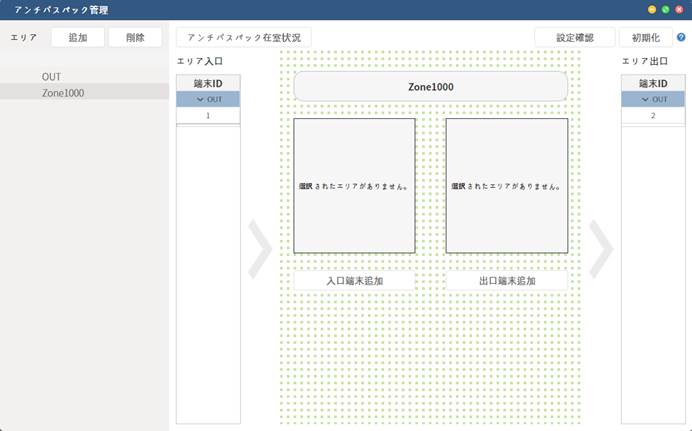 アンチパスバック管理
エリア 追加 削除
アンチパスバック在室状況 設定確認 初期化 ?
OUT
Zone1000
エリア入口
端末ID
OUT
1
Zone1000
選択されたエリアがありません。
入口端末追加
選択されたエリアがありません。
出口端末追加
エリア出口
端末ID
OUT
2